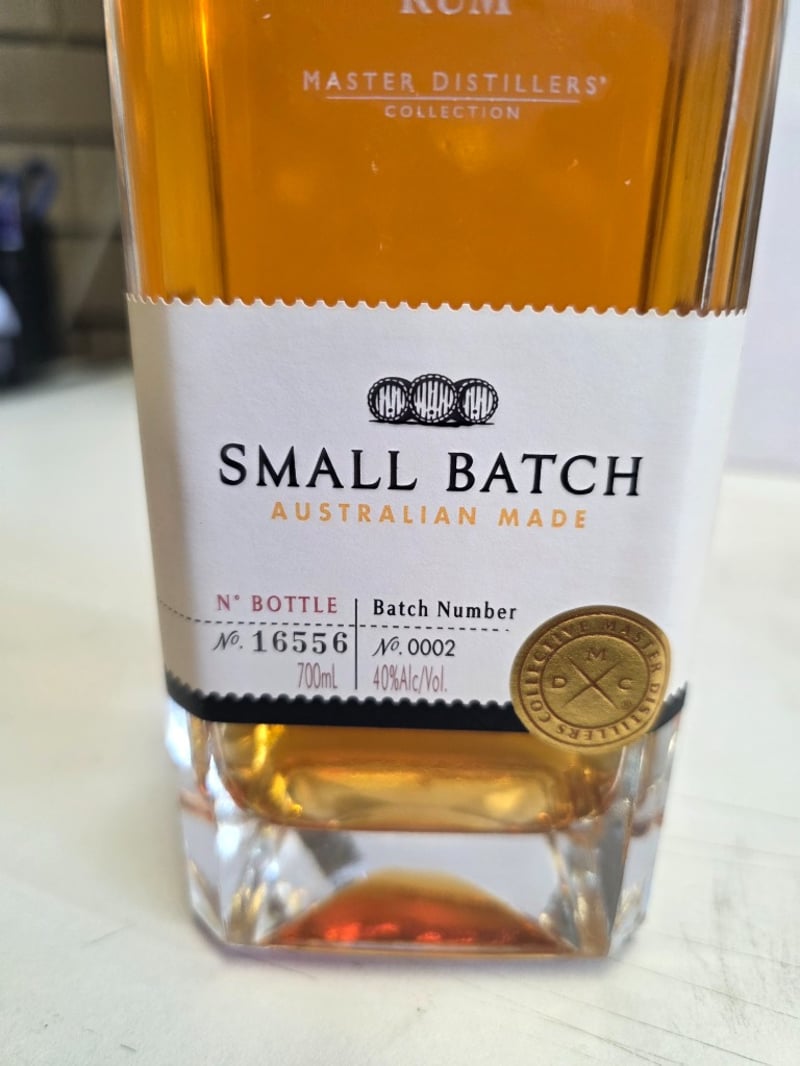 RUM
MASTER DISTILLERS'
COLLECTION
SMALL BATCH
AUSTRALIAN MADE
N° BOTTLE
No. 16556
700mL
Batch Number
No. 0002
40%Alc/Vol.
COLLECTIVE MASTER DISTILLERS
M
D C